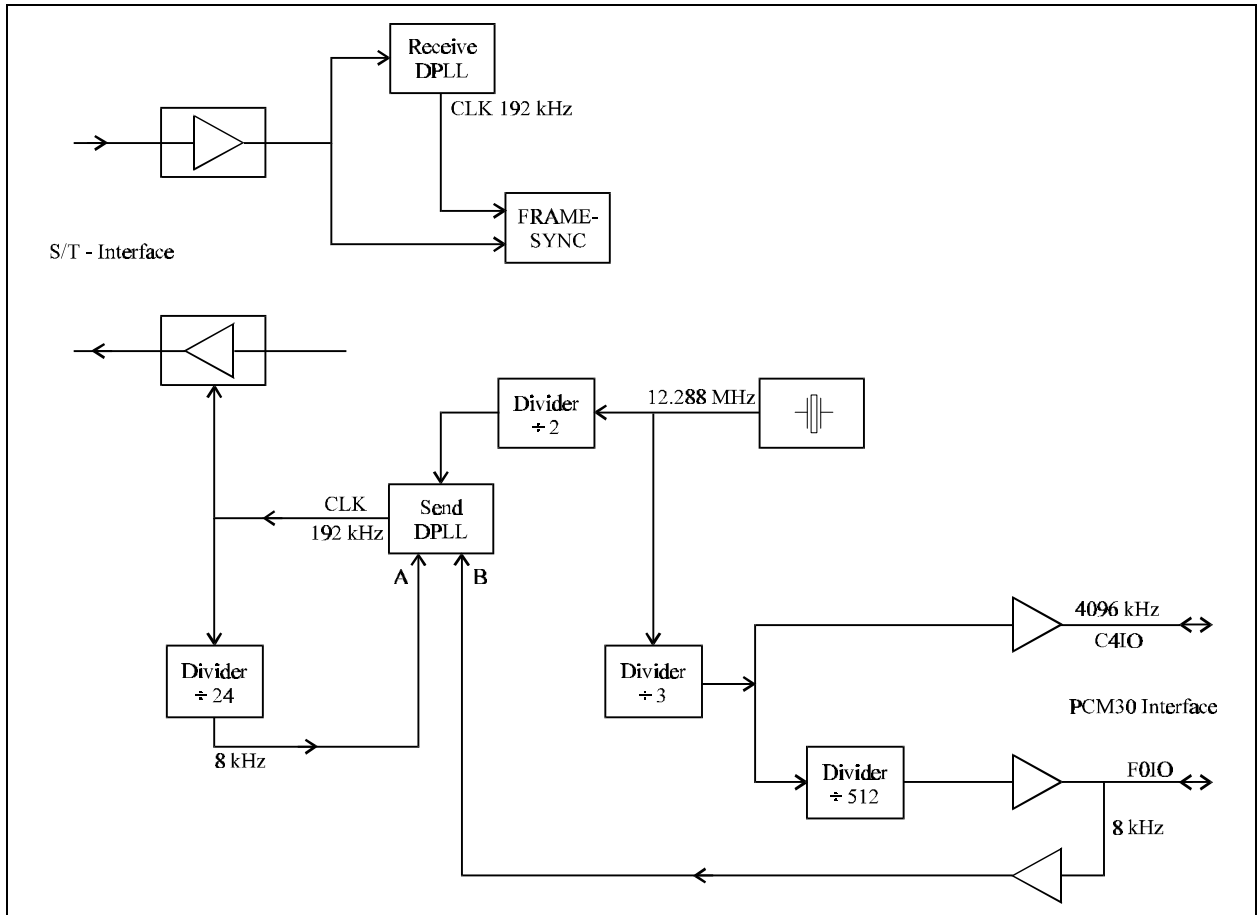 Receive
DPLL
CLK 192 kHz
FRAME-
SYNC
S/T - Interface
12.288 MHz
Divider
÷ 2
CLK
192 kHz
Send
DPLL
A
B
4096 kHz
C4IO
Divider
÷ 24
Divider
÷ 3
PCM30 Interface
8 kHz
Divider
÷ 512
F0IO
8 kHz